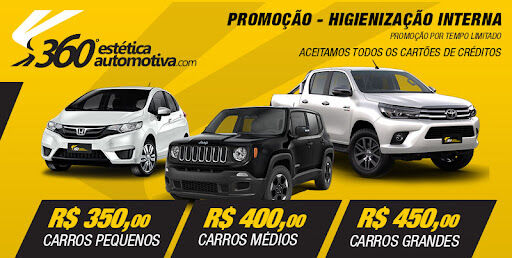 360°estética
automotiva.com
PROMOÇÃO - HIGIENIZAÇÃO INTERNA
PROMOÇÃO POR TEMPO LIMITADO
ACEITAMOS TODOS OS CARTÕES DE CRÉDITOS
Jeep
R$ 350,00
CARROS PEQUENOS
R$ 400,00
CARROS MÉDIOS
R$ 450,00
CARROS GRANDES